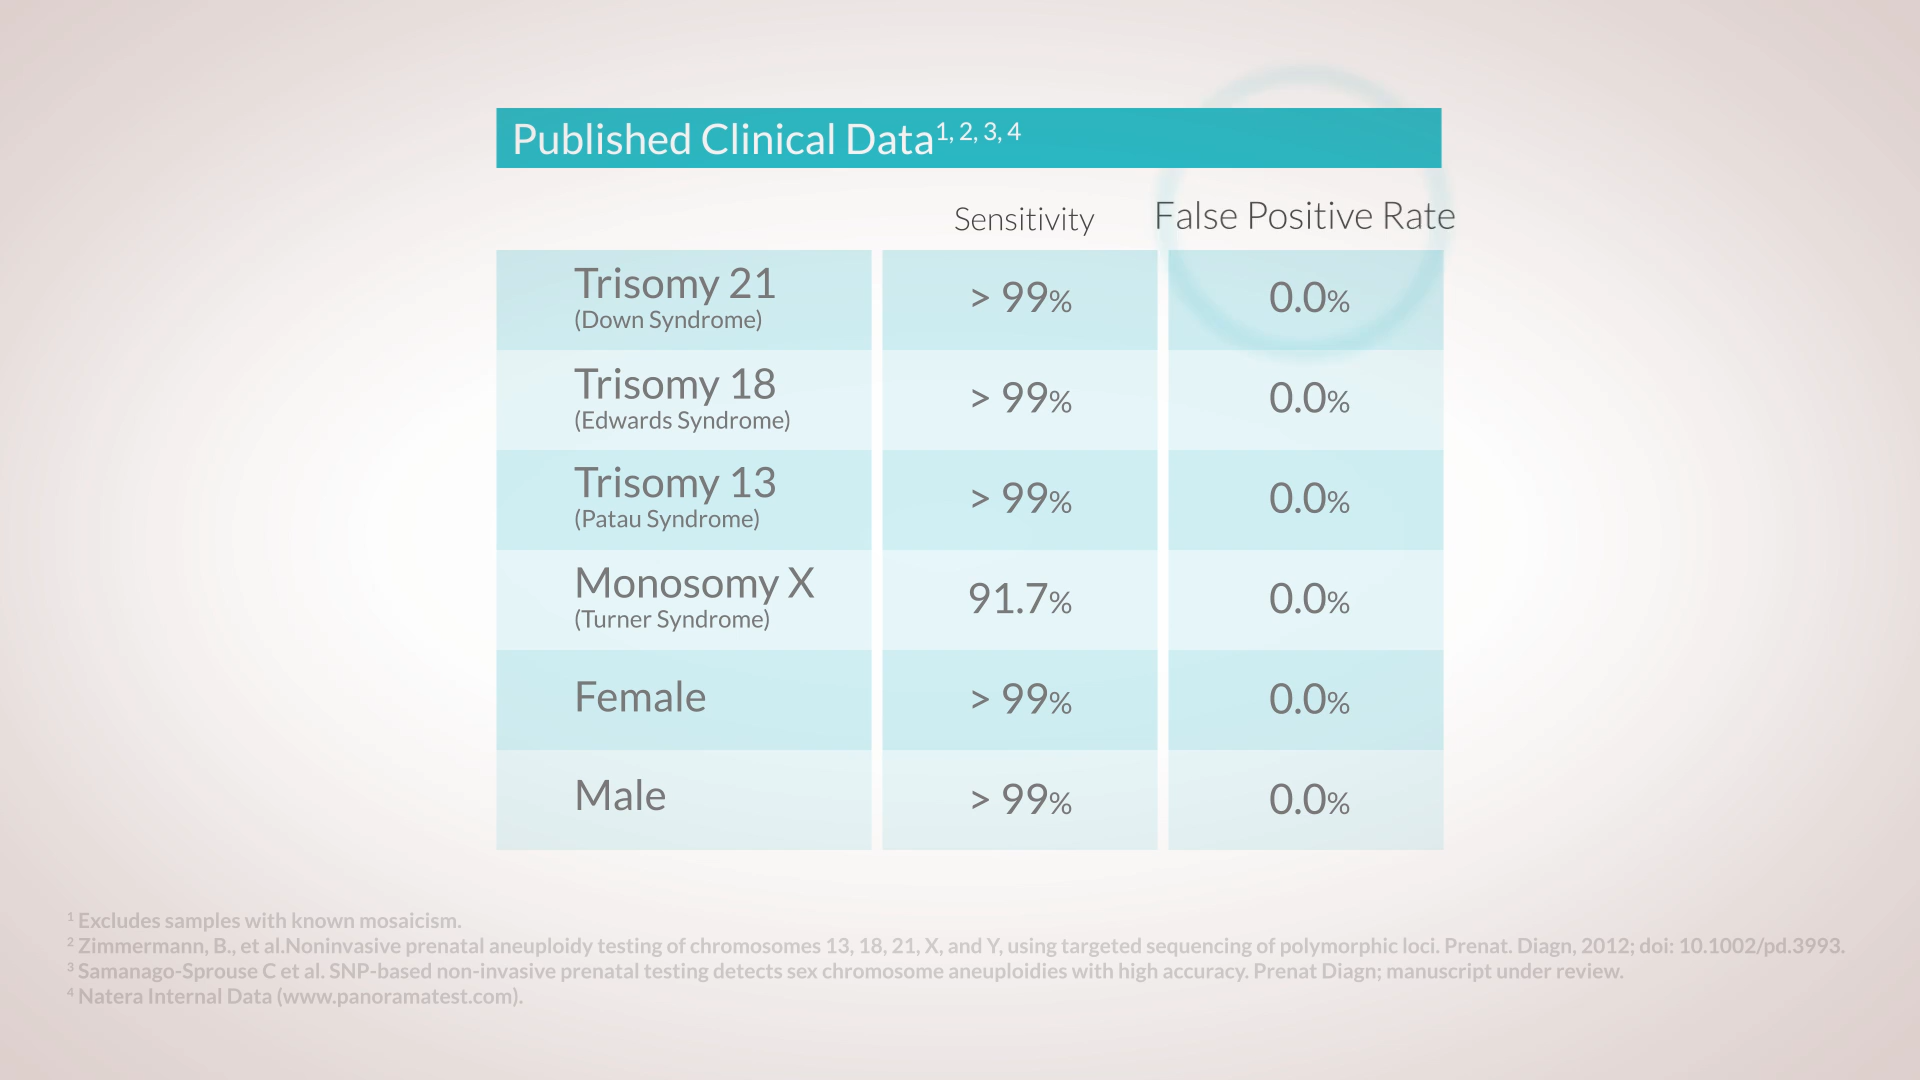 Published Clinical Data1, 2, 3, 4
Sensitivity False Positive Rate
Trisomy 21
(Down Syndrome)
> 99% 0.0%
Trisomy 18
(Edwards Syndrome)
> 99% 0.0%
Trisomy 13
(Patau Syndrome)
> 99% 0.0%
Monosomy X
(Turner Syndrome)
91.7% 0.0%
Female > 99% 0.0%
Male > 99% 0.0%
1 Excludes samples with known mosaicism.
2 Zimmermann, B., et al.Noninvasive prenatal aneuploidy testing of chromosomes 13, 18, 21, X, and Y, using targeted sequencing of polymorphic loci. Prenat. Diagn, 2012; doi: 10.1002/pd.3993.
3 Samanago-Sprouse C et al. SNP-based non-invasive prenatal testing detects sex chromosome aneuploidies with high accuracy. Prenat Diagn; manuscript under review.
4 Natera Internal Data (www.panoramatest.com).